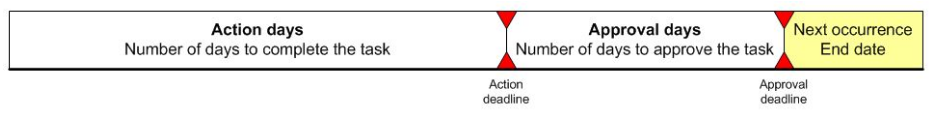 Action days
Number of days to complete the task
Approval days
Number of days to approve the task
Next occurrence
End date
Action
deadline
Approval
deadline